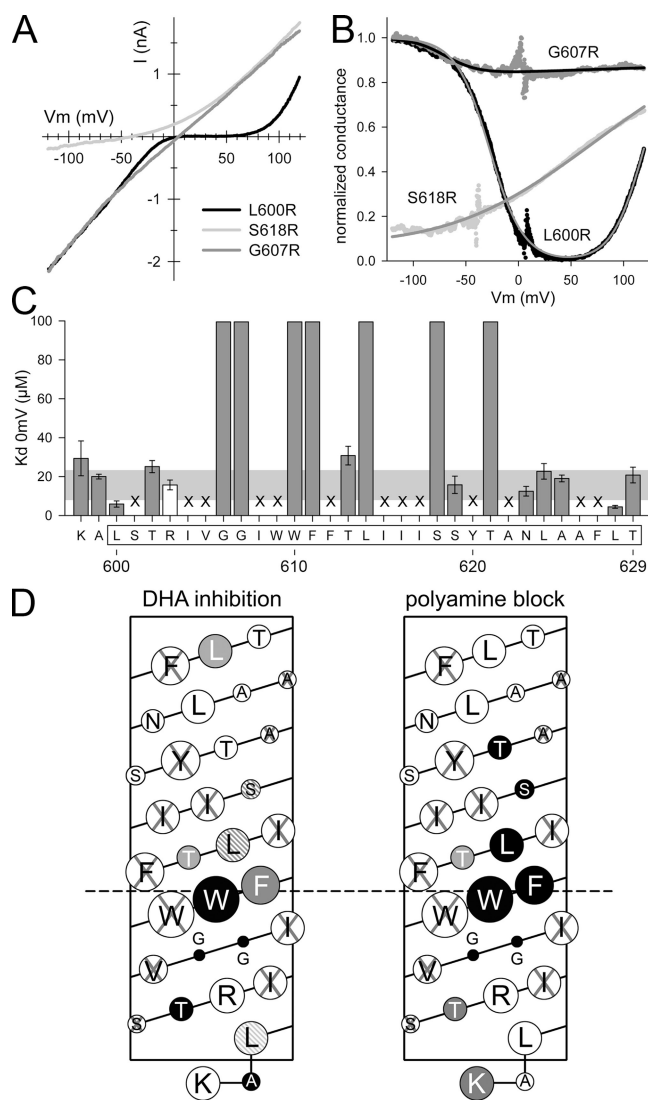 A
I (nA)
Vm (mV)
1
-100 -50 0 50 100
-1
-2
L600R
S618R
G607R
B
normalized conductance
1.0
0.8
0.6
0.4
0.2
0.0
G607R
S618R
L600R
-100 -50 0 50 100
Vm (mV)
C
Kd 0mV (µM)
100
80
60
40
20
0
X X X X X X X X X X X X X
K A L S T R I V G G I W W F F T L I I I S S Y T A N L A A F L T
600 610 620 629
D
DHA inhibition
F L T
N L A A
S Y T A
I I S
F T L I
W W F
G
V G I
S T R I
L
K A
polyamine block
F L T
N L A A
S Y T A
I I S
F T L I
W W F
G
V G I
S T R I
L
K A